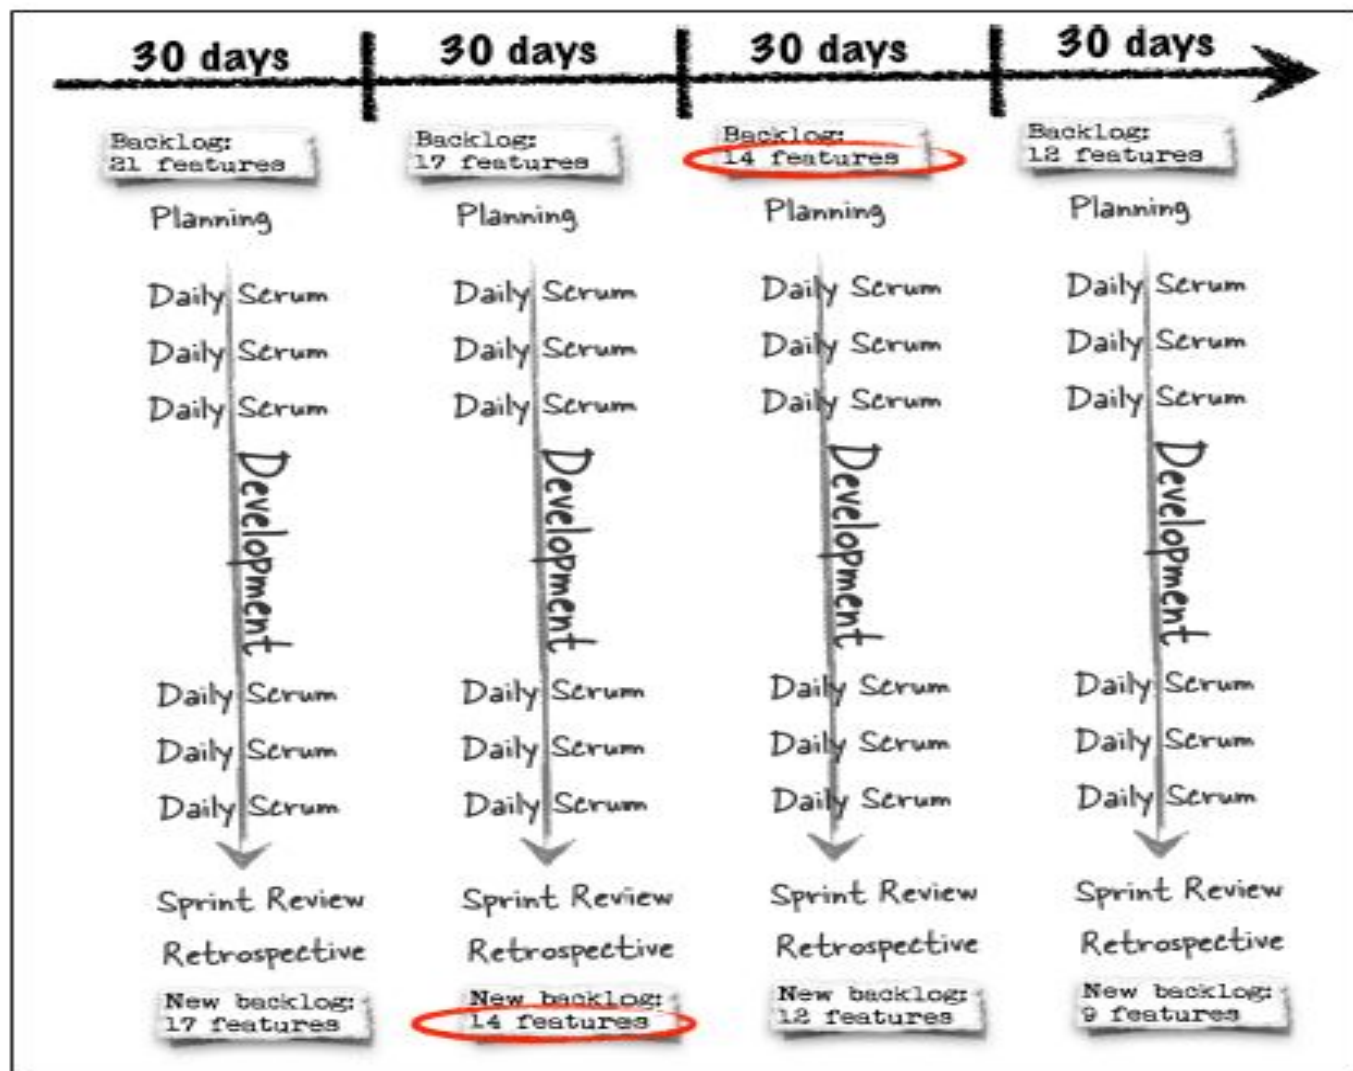 30 days
30 days
30 days
30 days
Backlog:
21 features
Planning
Daily Scrum
Daily Scrum
Daily Scrum
Development
Daily Scrum
Daily Scrum
Daily Scrum
Sprint Review
Retrospective
New backlog:
17 features
Backlog:
17 features
Planning
Daily Scrum
Daily Scrum
Daily Scrum
Development
Daily Scrum
Daily Scrum
Daily Scrum
Sprint Review
Retrospective
New backlog:
14 features
Backlog:
14 features
Planning
Daily Scrum
Daily Scrum
Daily Scrum
Development
Daily Scrum
Daily Scrum
Daily Scrum
Sprint Review
Retrospective
New backlog:
12 features
Backlog:
12 features
Planning
Daily Scrum
Daily Scrum
Daily Scrum
Development
Daily Scrum
Daily Scrum
Daily Scrum
Sprint Review
Retrospective
New backlog:
9 features